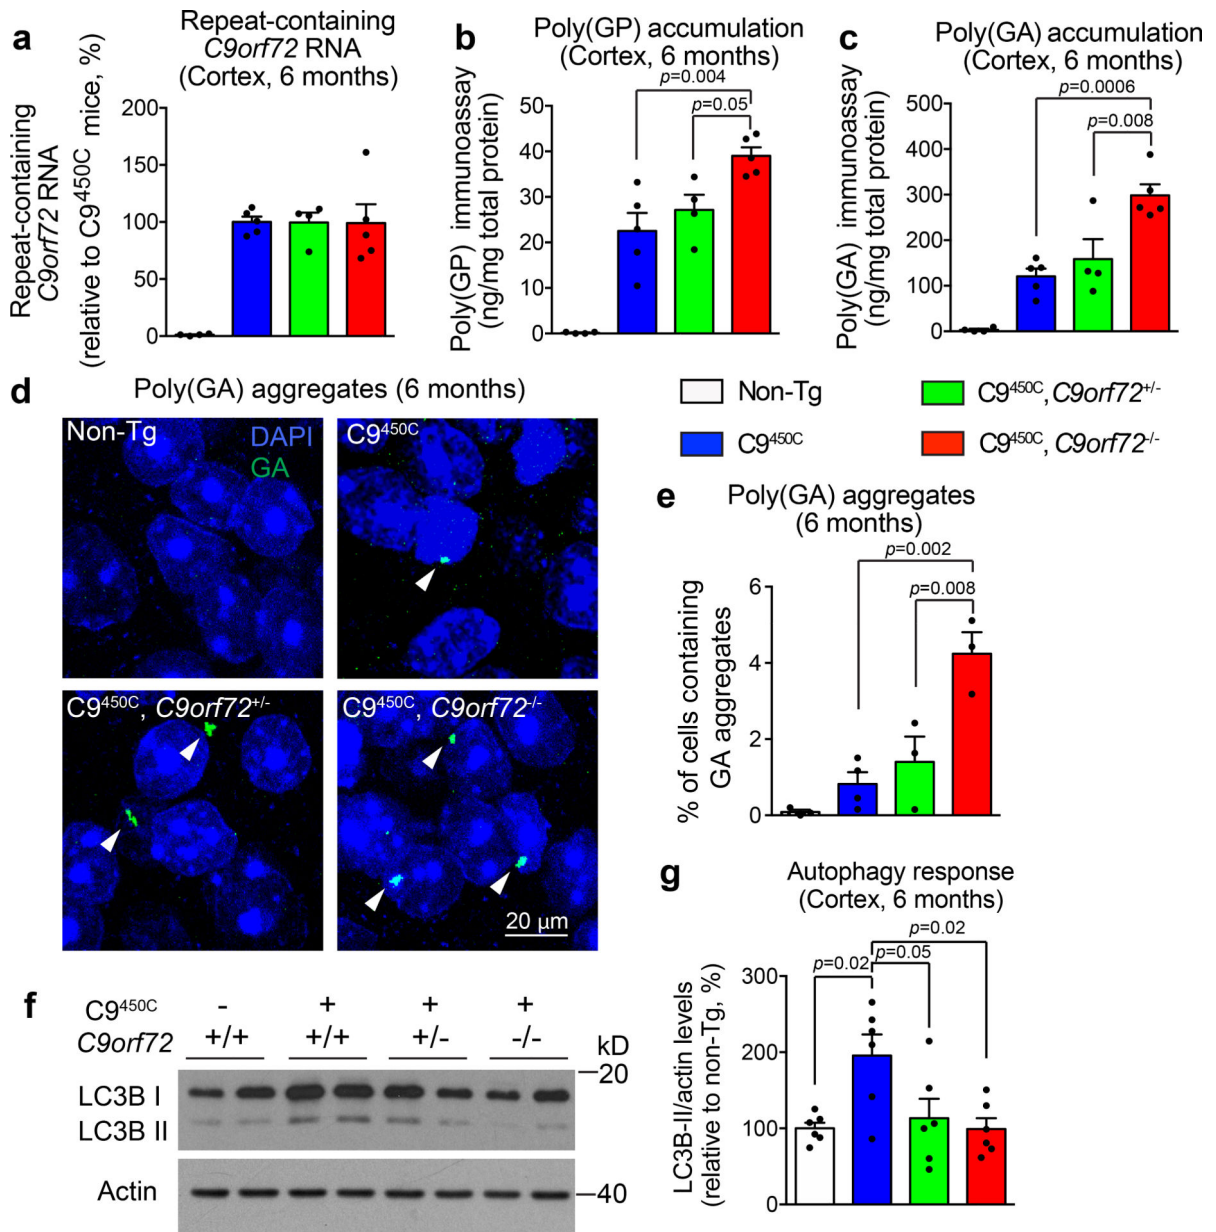 a
Repeat-containing
C9orf72 RNA
(Cortex, 6 months)
Repeat-containing
C9orf72 RNA
(relative to C9450C mice, %)
200
150
100
50
0
b
Poly(GP) accumulation
(Cortex, 6 months)
p=0.004
p=0.05
Poly(GP) immunoassay
(ng/mg total protein)
50
40
30
20
10
0
c
Poly(GA) accumulation
(Cortex, 6 months)
p=0.0006
p=0.008
Poly(GA) immunoassay
(ng/mg total protein)
500
400
300
200
100
0
d
Poly(GA) aggregates (6 months)
Non-Tg
DAPI
GA
C9450C
C9450C, C9orf72+/-
C9450C, C9orf72-/-
20 µm
Non-Tg
C9450C
C9450C, C9orf72+/-
C9450C, C9orf72-/-
e
Poly(GA) aggregates
(6 months)
p=0.002
p=0.008
% of cells containing
GA aggregates
6
4
2
0
f
C9450C - + + +
C9orf72 +/+ +/+ +/- -/-
kD
20
LC3B I
LC3B II
Actin
40
g
Autophagy response
(Cortex, 6 months)
p=0.02
p=0.02
p=0.05
LC3B-II/actin levels
(relative to non-Tg, %)
300
200
100
0